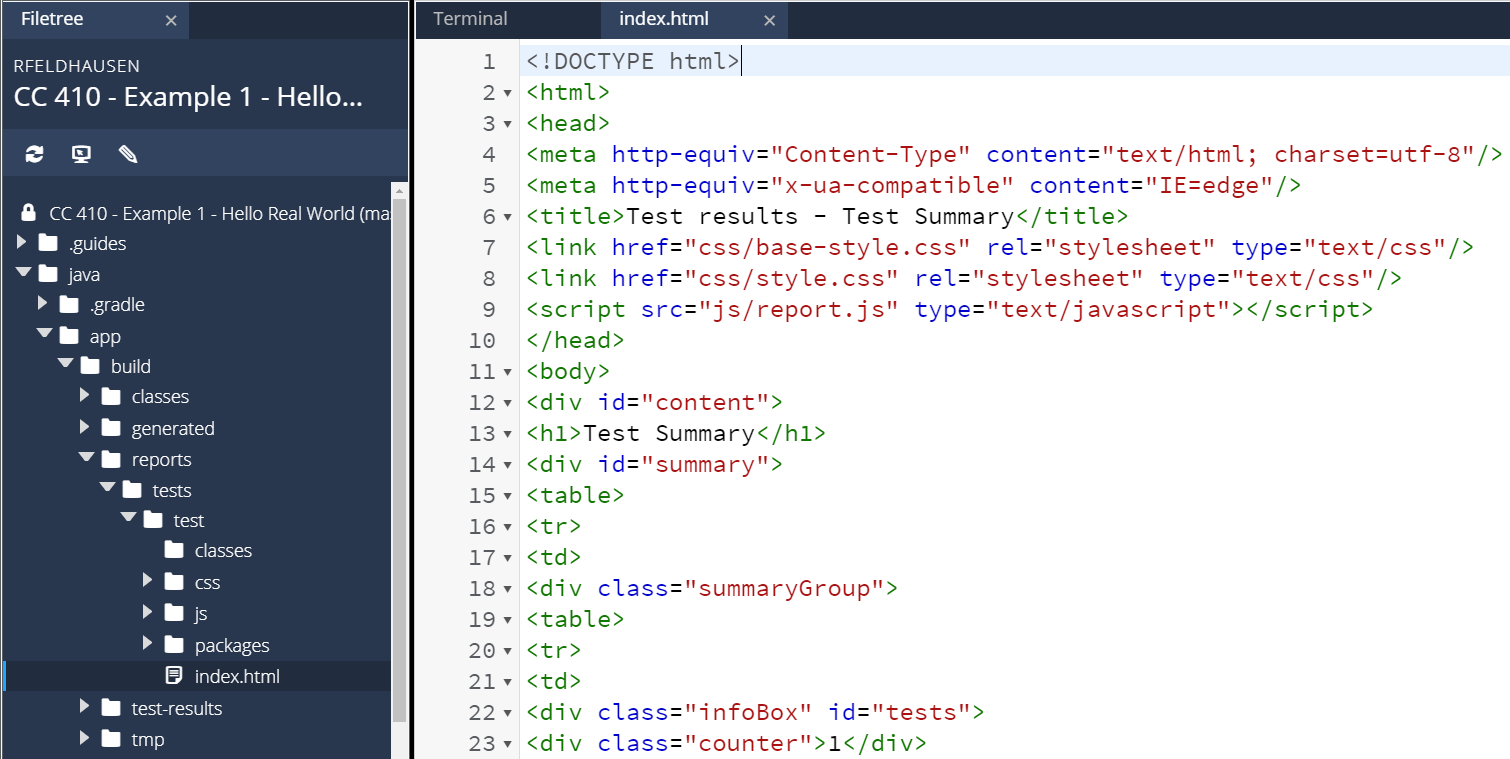 Filetree ×
RFELDHAUSEN
CC 410 - Example 1 - Hello...
CC 410 - Example 1 - Hello Real World (ma
.guides
java
.gradle
app
build
classes
generated
reports
tests
test
classes
css
js
packages
index.html
test-results
tmp
Terminal index.html ×
1 <!DOCTYPE html>
2 <html>
3 <head>
4 <meta http-equiv="Content-Type" content="text/html; charset=utf-8"/>
5 <meta http-equiv="x-ua-compatible" content="IE=edge"/>
6 <title>Test results - Test Summary</title>
7 <link href="css/base-style.css" rel="stylesheet" type="text/css"/>
8 <link href="css/style.css" rel="stylesheet" type="text/css"/>
9 <script src="js/report.js" type="text/javascript"></script>
10 </head>
11 <body>
12 <div id="content">
13 <h1>Test Summary</h1>
14 <div id="summary">
15 <table>
16 <tr>
17 <td>
18 <div class="summaryGroup">
19 <table>
20 <tr>
21 <td>
22 <div class="infoBox" id="tests">
23 <div class="counter">1</div>